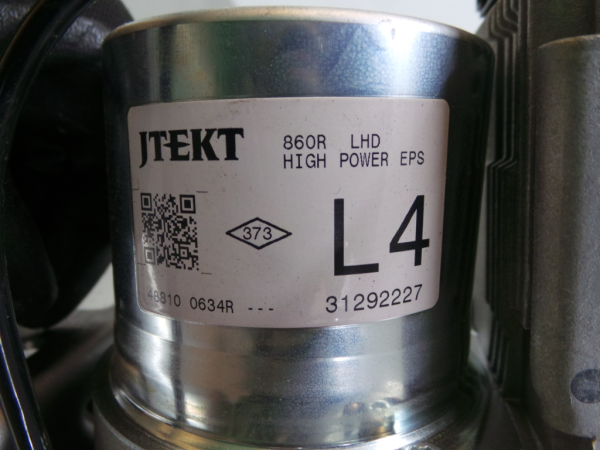 JTEKT
860R LHD
HIGH POWER EPS
373
L4
48810 0634R ---
31292227